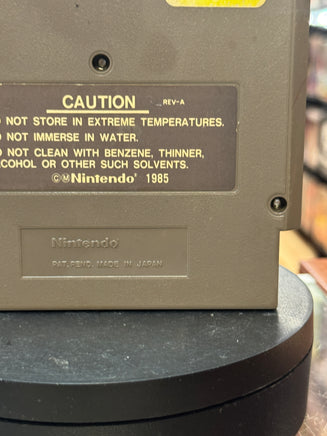 CAUTION REV-A
O NOT STORE IN EXTREME TEMPERATURES.
O NOT IMMERSE IN WATER.
O NOT CLEAN WITH BENZENE, THINNER,
COHOL OR OTHER SUCH SOLVENTS.
©Ⓜ Nintendo® 1985
Nintendo®
PAT. PEND. MADE IN JAPAN